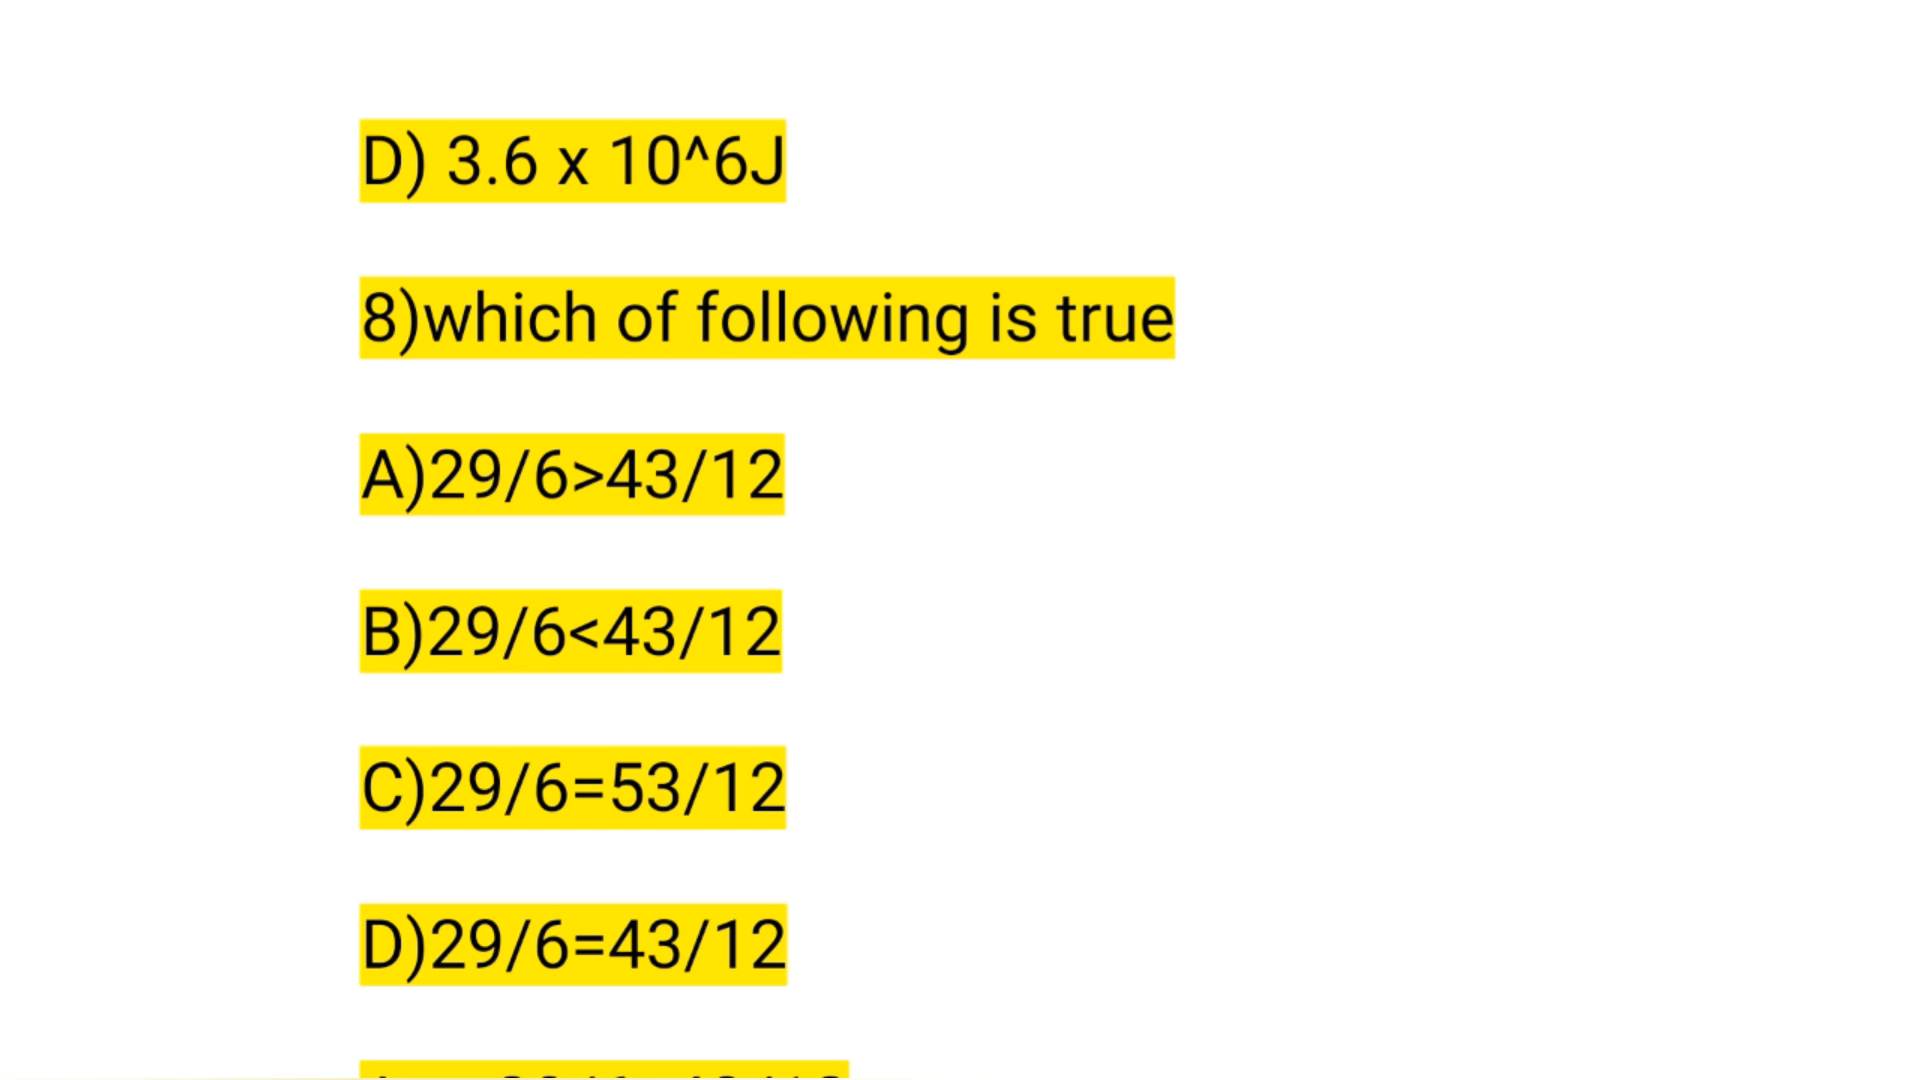 D) 3.6 x 10^6J
8)which of following is true
A)29/6>43/12
B)29/6<43/12
C)29/6=53/12
D)29/6=43/12